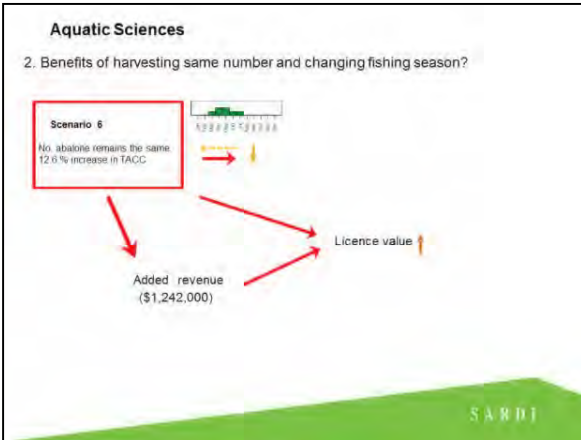 Aquatic Sciences
2. Benefits of harvesting same number and changing fishing season?
Scenario 6
No. abalone remains the same
12.6 % increase in TACC
Licence value
Added revenue
($1,242,000)
SARDI